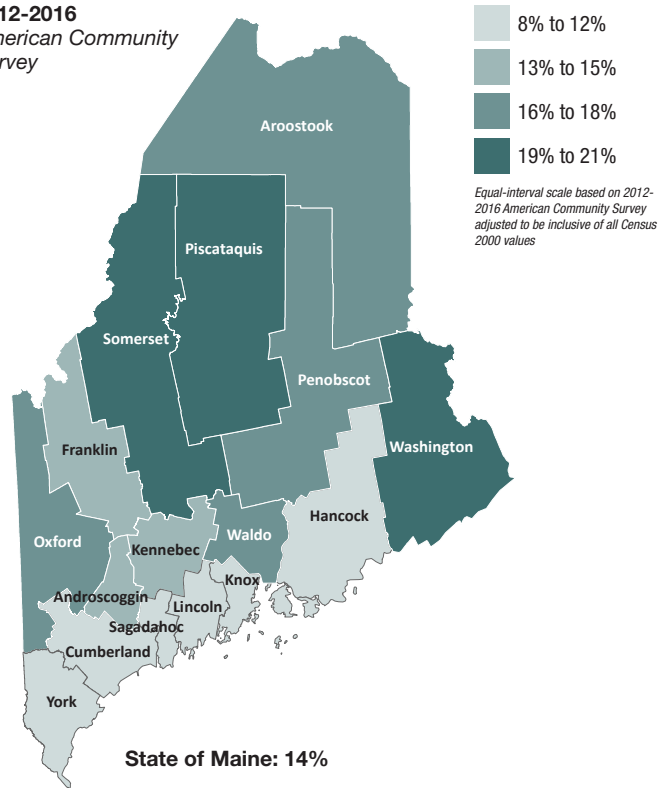 12-2016
merican Community
rvey
8% to 12%
13% to 15%
16% to 18%
19% to 21%
Equal-interval scale based on 2012-
2016 American Community Survey
adjusted to be inclusive of all Census
2000 values
Aroostook
Piscataquis
Somerset
Penobscot
Washington
Franklin
Hancock
Oxford
Kennebec
Waldo
Androscoggin
Knox
Lincoln
Sagadahoc
Cumberland
York
State of Maine: 14%